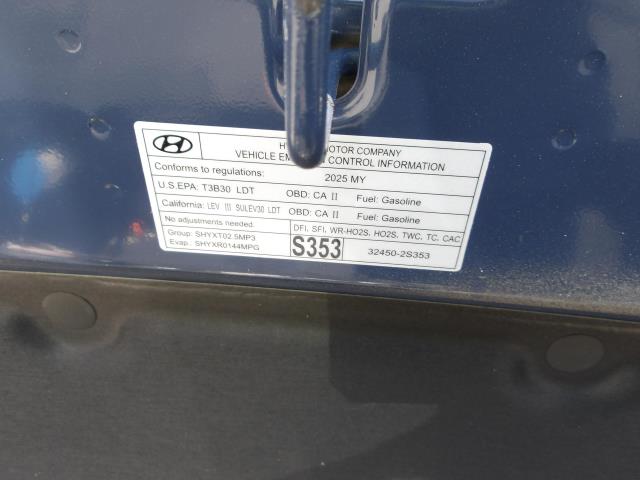 MOTOR COMPANY
VEHICLE CONTROL INFORMATION
Conforms to regulations: 2025 MY
U.S.EPA: T3B30 LDT OBD: CA II Fuel: Gasoline
California: LEV III SULEV30 LDT OBD: CA II Fuel: Gasoline
No adjustments needed. DFI, SFI, WR-HO2S, HO2S, TWC, TC, CAC
Group: SHYXT02.5MP3
Evap.: SHYXR0144MPG S353 32450-2S353